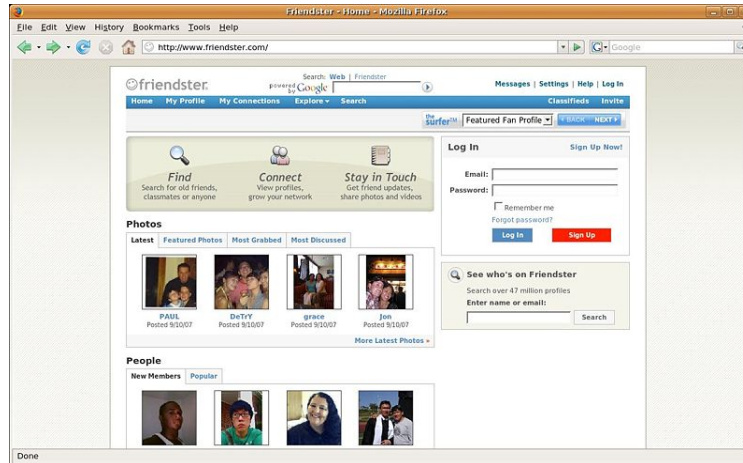 Friendster - Home - Mozilla Firefox
File Edit View History Bookmarks Tools Help
http://www.friendster.com/
Google
friendster
Search: Web | Friendster
powered by Google
Messages | Settings | Help | Log In
Home My Profile My Connections Explore Search
Classifieds Invite
the surfer™ Featured Fan Profile BACK NEXT
Find
Search for old friends,
classmates or anyone
Connect
View profiles,
grow your network
Stay in Touch
Get friend updates,
share photos and videos
Log In Sign Up Now!
Email:
Password:
Remember me
Forgot password?
Log In Sign Up
Photos
Latest Featured Photos Most Grabbed Most Discussed
PAUL
Posted 9/10/07
DeTrY
Posted 9/10/07
grace
Posted 9/10/07
Jon
Posted 9/10/07
More Latest Photos »
See who's on Friendster
Search over 47 million profiles
Enter name or email:
Search
People
New Members Popular
Done